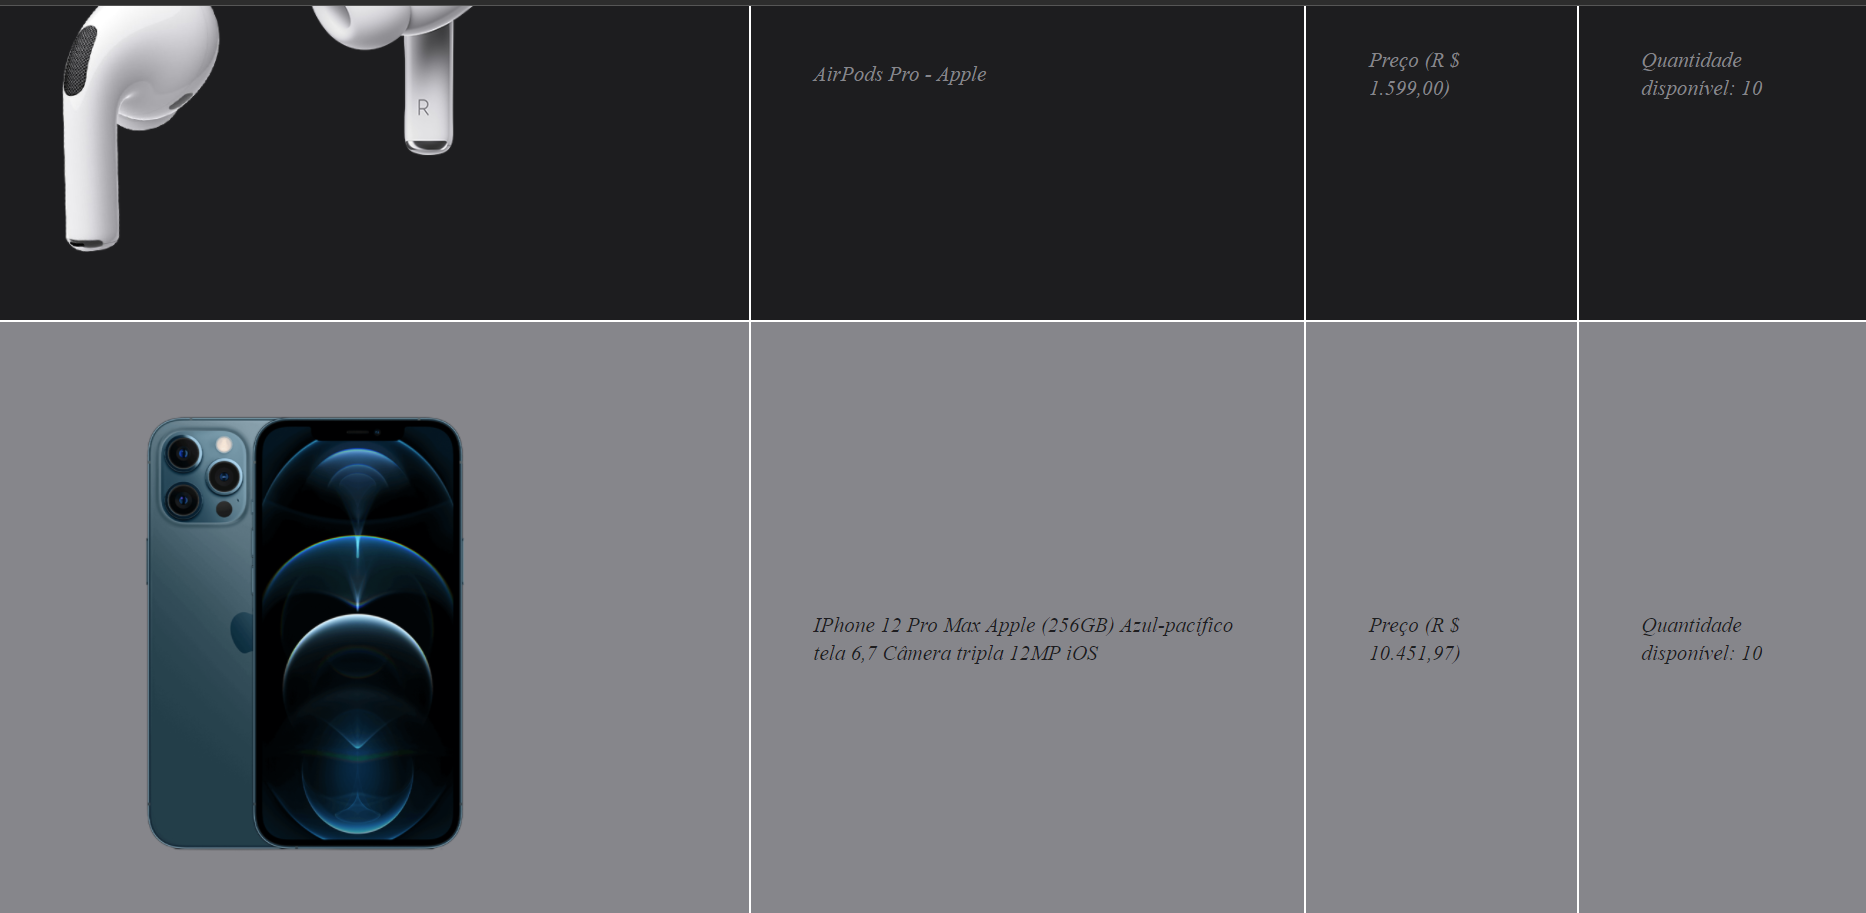 R
AirPods Pro - Apple
Preço (R $
1.599,00)
Quantidade
disponível: 10
IPhone 12 Pro Max Apple (256GB) Azul-pacífico
tela 6,7 Câmera tripla 12MP iOS
Preço (R $
10.451,97)
Quantidade
disponível: 10